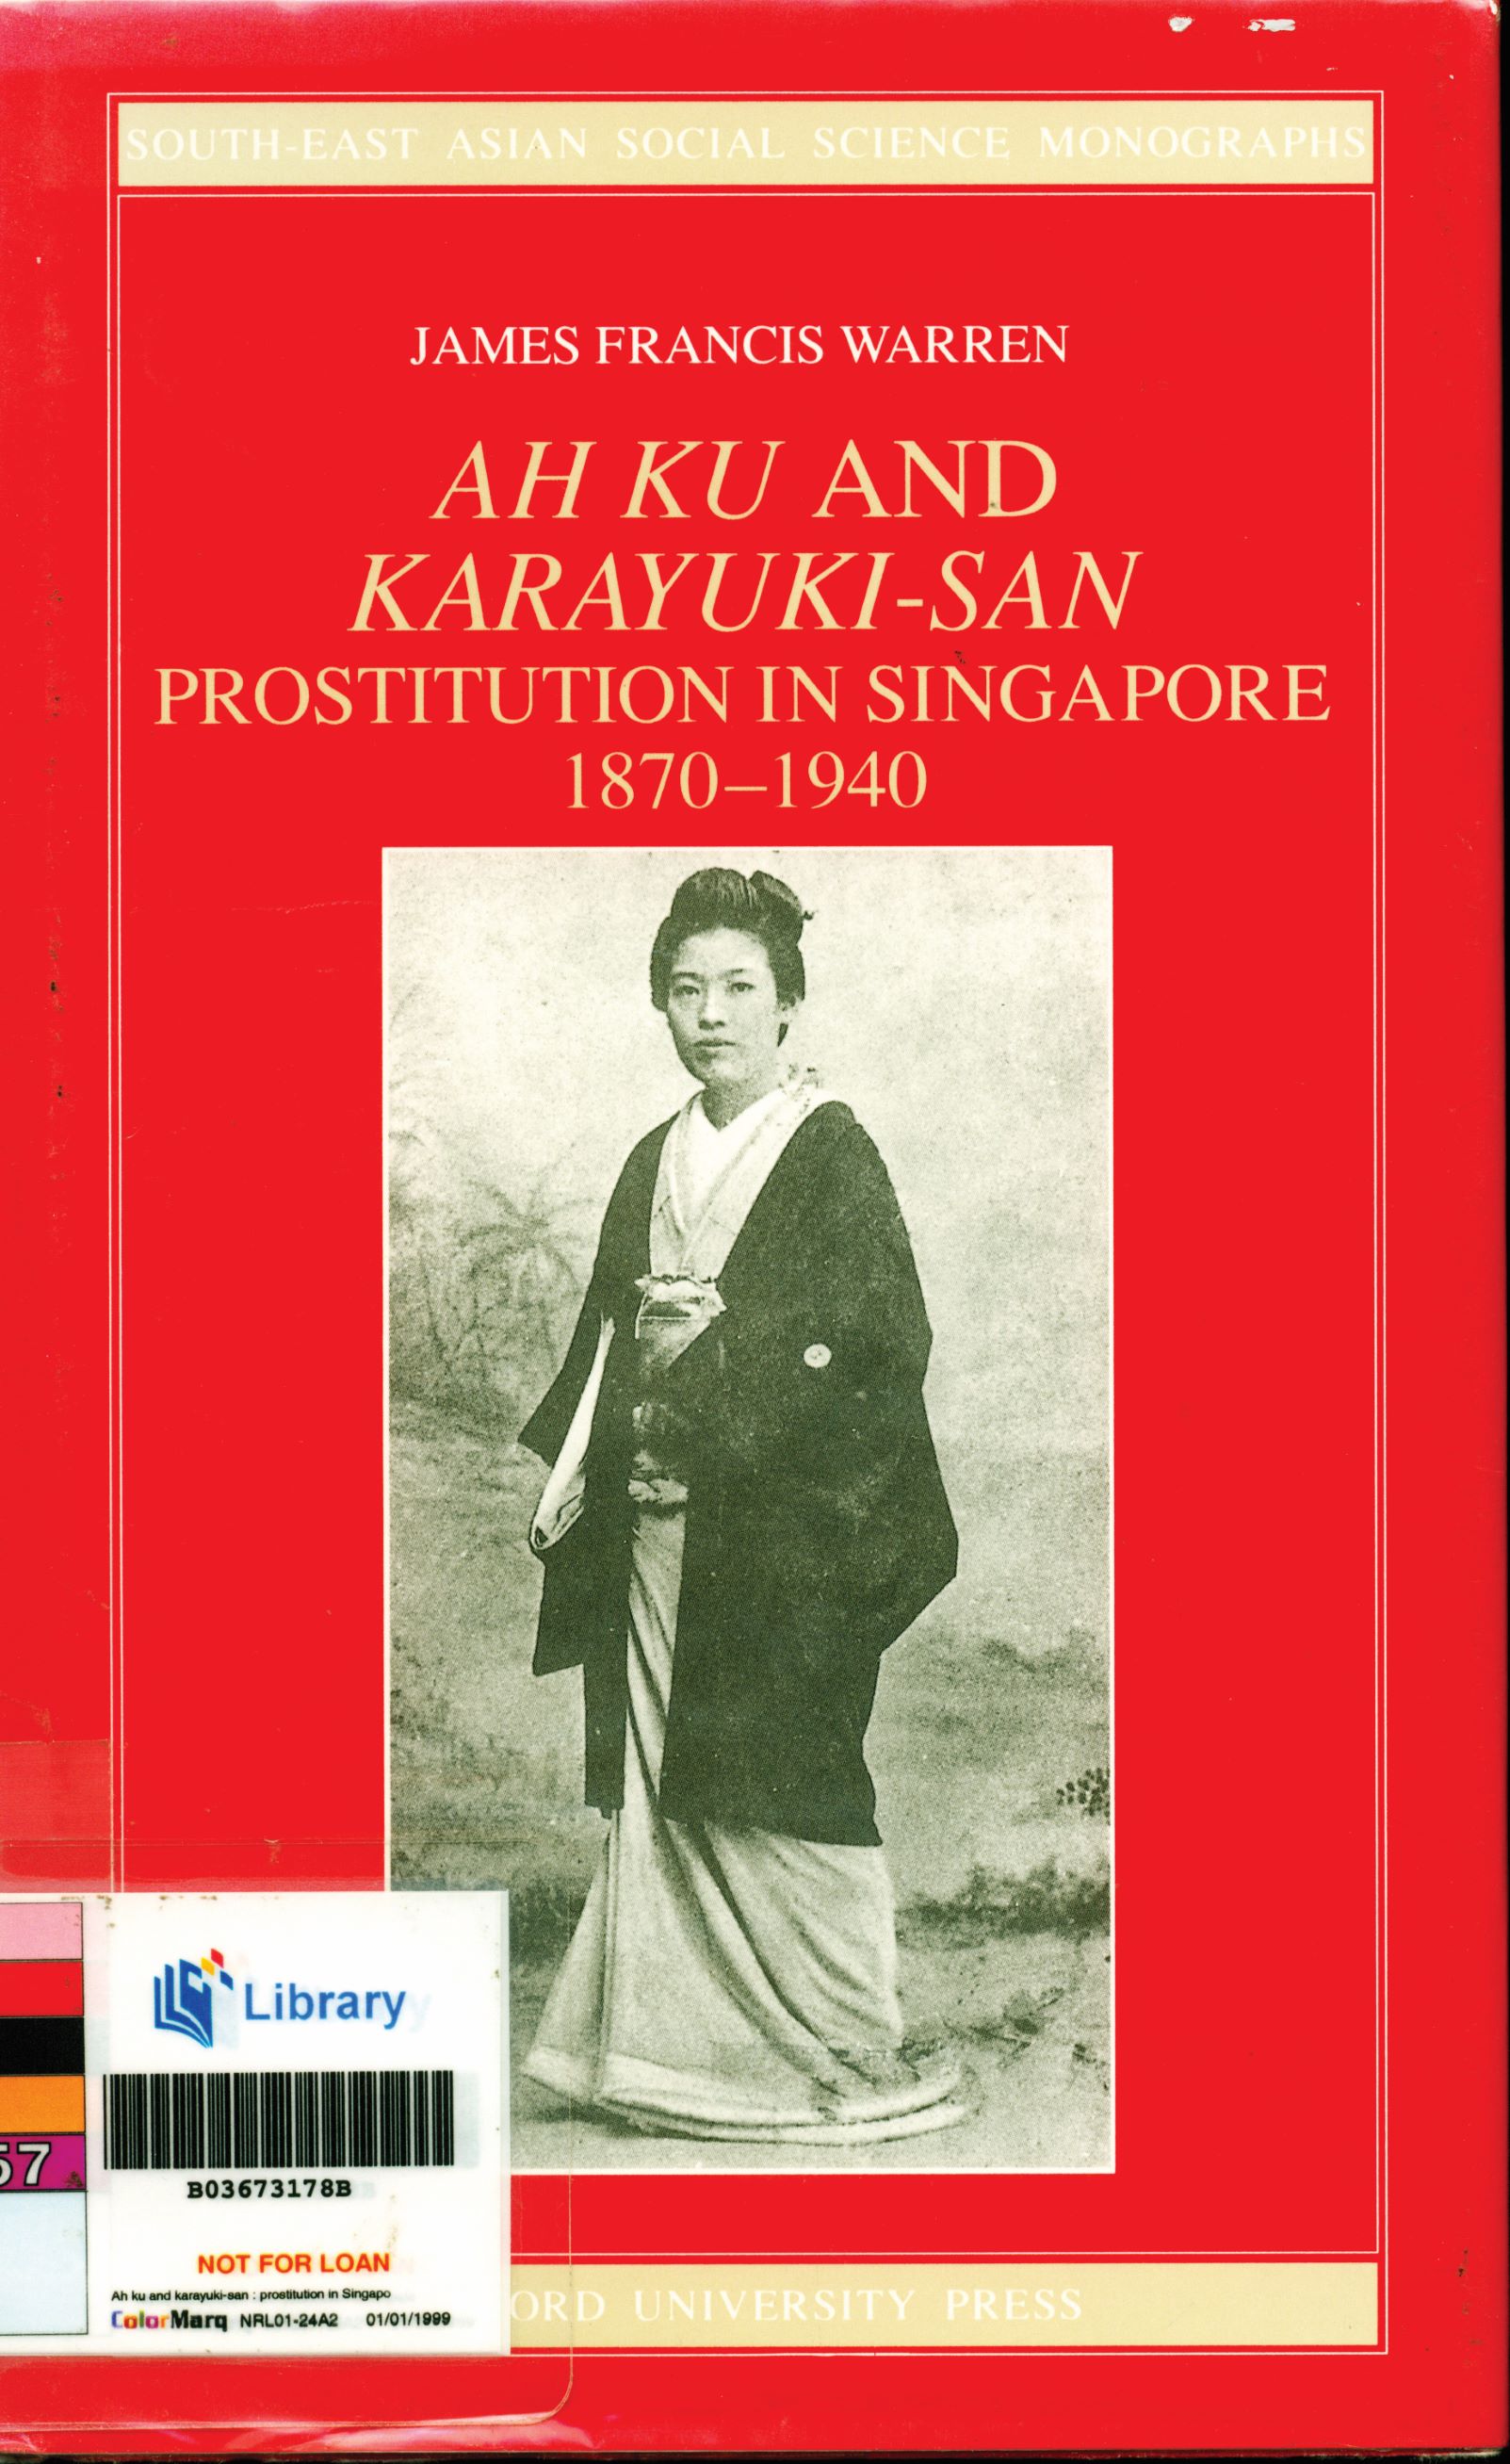 SOUTH-EAST ASIAN SOCIAL SCIENCE MONOGRAPHS
JAMES FRANCIS WARREN
AH KU AND
KARAYUKI-SAN
PROSTITUTION IN SINGAPORE
1870–1940
Library
57
B03673178B
NOT FOR LOAN
Ah ku and karayuki-san : prostitution in Singapo
ColorMarq NRL01-24A2 01/01/1999
ORD UNIVERSITY PRESS